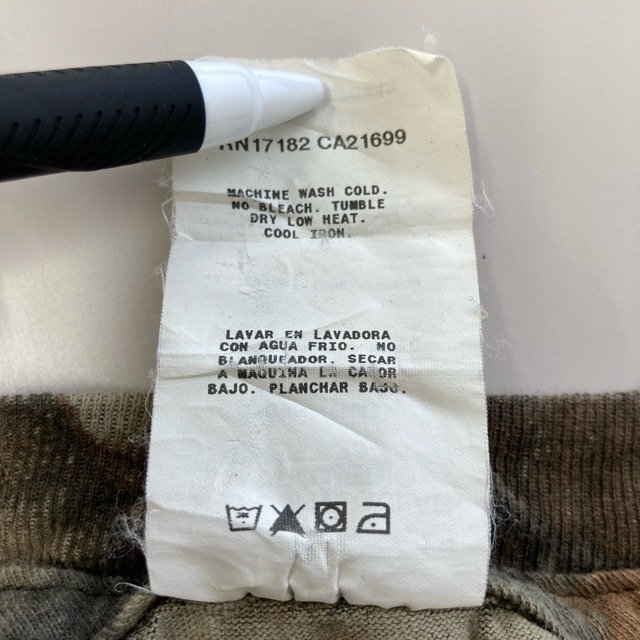 RN17182 CA21699
MACHINE WASH COLD.
NO BLEACH. TUMBLE
DRY LOW HEAT.
COOL IRON.
LAVAR EN LAVADORA
CON AGUA FRIO. NO
BLANQUEADOR. SECAR
A MAQUINA EN CALOR
BAJO. PLANCHAR BAJO.